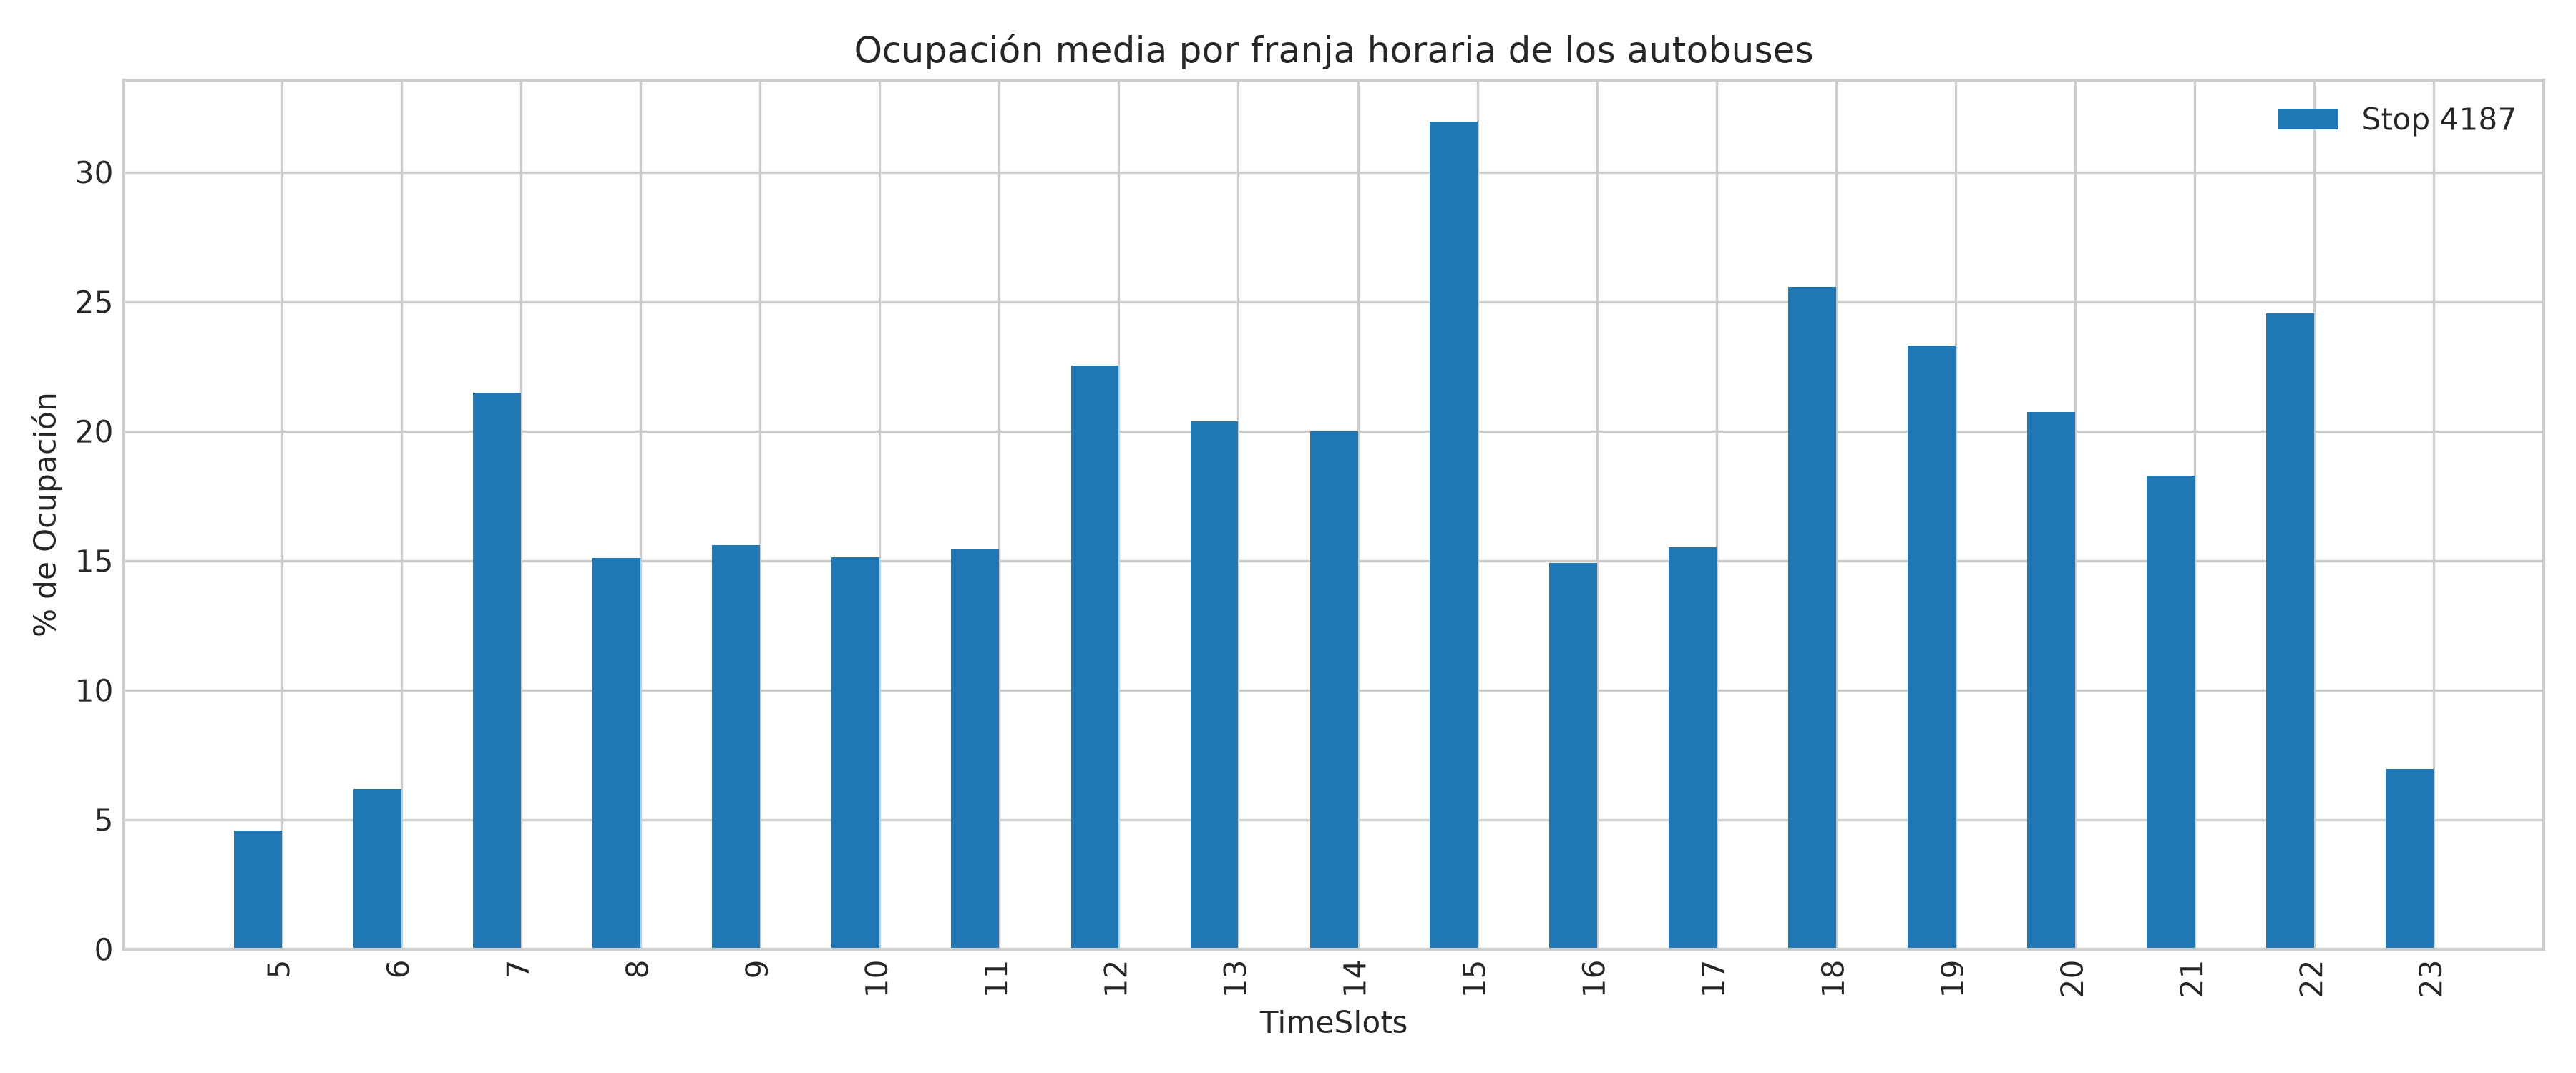 Ocupación media por franja horaria de los autobuses
Stop 4187
% de Ocupación
30
25
20
15
10
5
0
5 6 7 8 9 10 11 12 13 14 15 16 17 18 19 20 21 22 23
TimeSlots